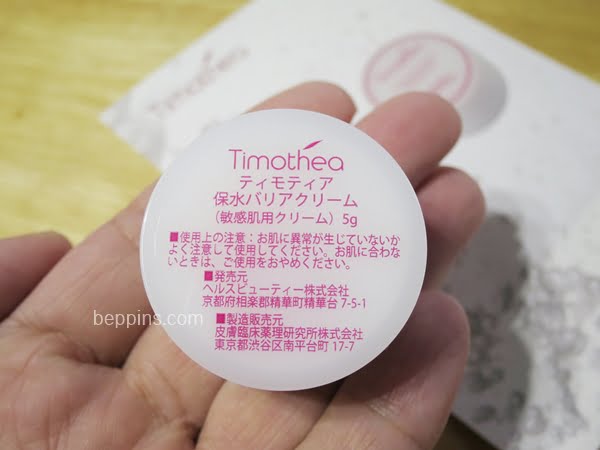 Timothea
Timothea
ティモティア
保水バリアクリーム
（敏感肌用クリーム）5g
■使用上の注意：お肌に異常が生じていないか
よく注意して使用してください。お肌に合わな
いときは、ご使用をおやめください。
■発売元
ヘルスビューティー株式会社
京都府相楽郡精華町精華台 7-5-1
beppins.com
■製造販売元
皮膚臨床薬理研究所株式会社
東京都渋谷区南平台町 17-7